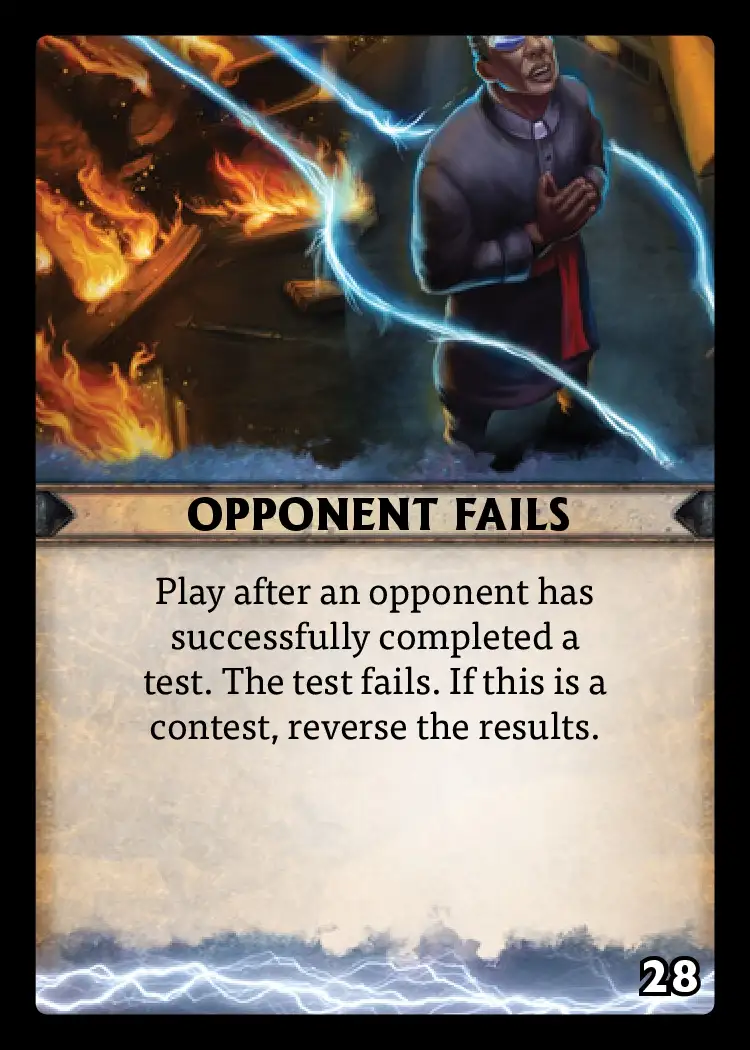 OPPONENT FAILS
Play after an opponent has
successfully completed a
test. The test fails. If this is a
contest, reverse the results.
28